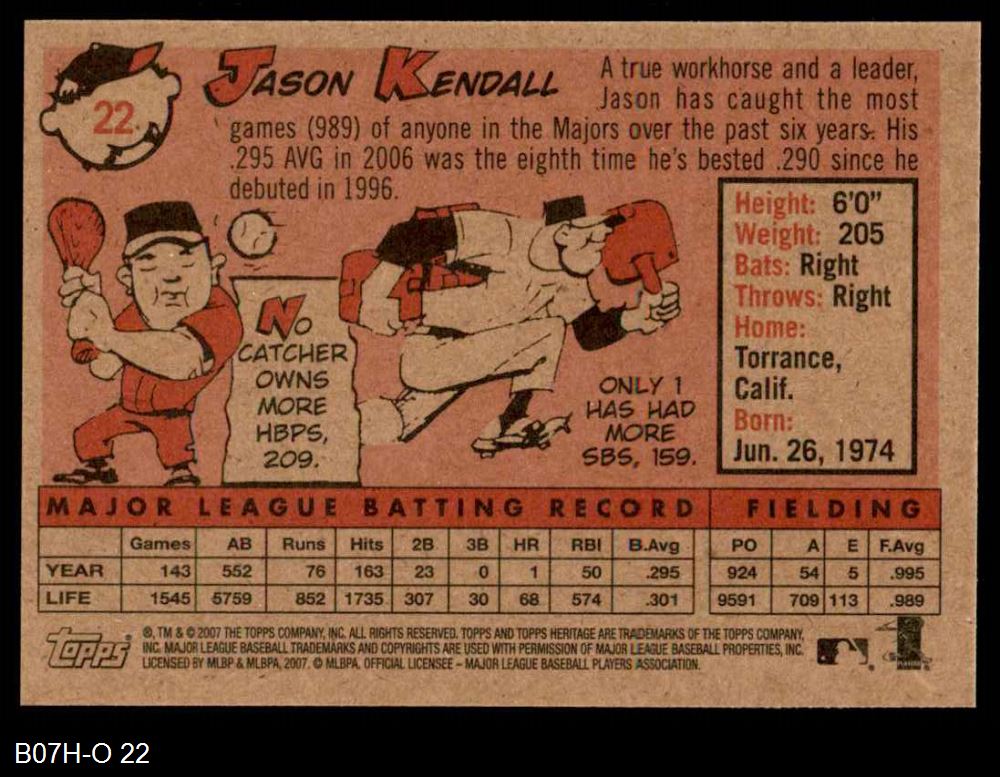 22
JASON KENDALL
A true workhorse and a leader,
Jason has caught the most
games (989) of anyone in the Majors over the past six years. His
.295 AVG in 2006 was the eighth time he's bested .290 since he
debuted in 1996.
NO
CATCHER
OWNS
MORE
HBPS,
209.
ONLY 1
HAS HAD
MORE
SBS, 159.
Height: 6'0"
Weight: 205
Bats: Right
Throws: Right
Home:
Torrance,
Calif.
Born:
Jun. 26, 1974
MAJOR LEAGUE BATTING RECORD FIELDING
Games AB Runs Hits 2B 3B HR RBI B.Avg PO A E F.Avg
YEAR 143 552 76 163 23 0 1 50 .295 924 54 5 .995
LIFE 1545 5759 852 1735 307 30 68 574 .301 9591 709 113 .989
Topps
®, TM & © 2007 THE TOPPS COMPANY, INC. ALL RIGHTS RESERVED. TOPPS AND TOPPS HERITAGE ARE TRADEMARKS OF THE TOPPS COMPANY,
INC. MAJOR LEAGUE BASEBALL TRADEMARKS AND COPYRIGHTS ARE USED WITH PERMISSION OF MAJOR LEAGUE BASEBALL PROPERTIES, INC.
LICENSED BY MLBP & MLBPA, 2007. © MLBPA. OFFICIAL LICENSEE – MAJOR LEAGUE BASEBALL PLAYERS ASSOCIATION.
B07H-O 22